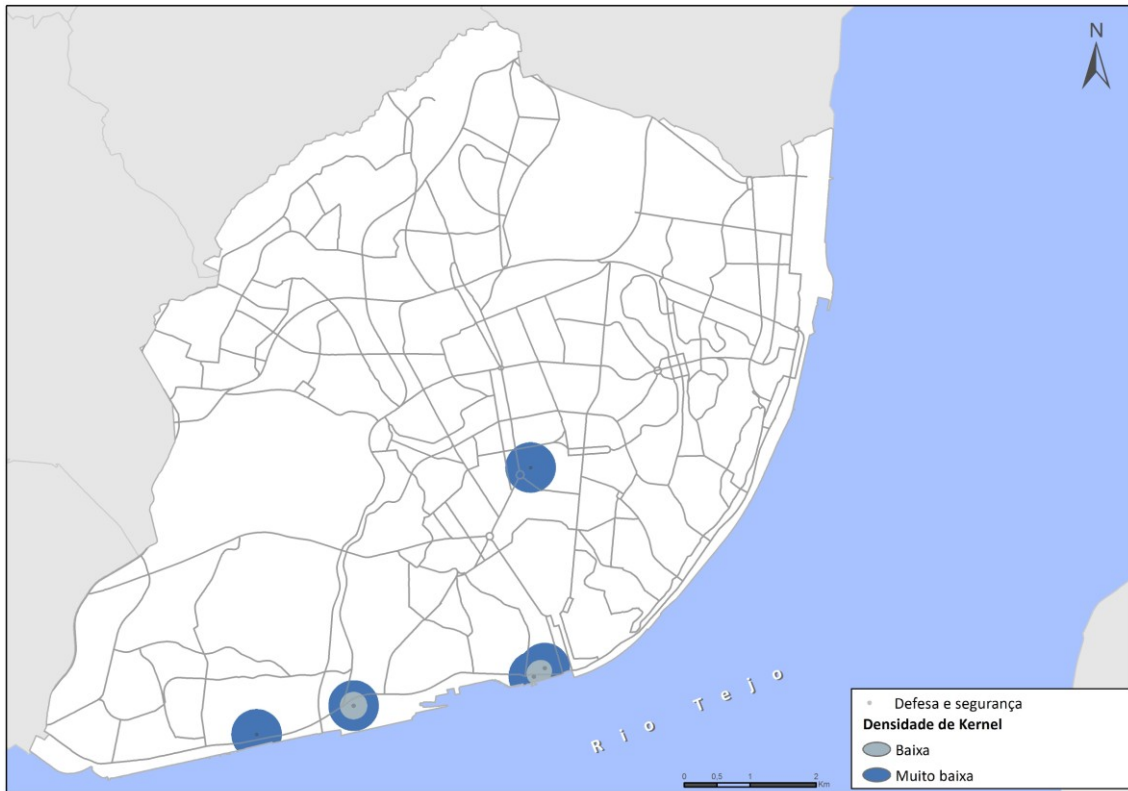 N
Rio Tejo
Defesa e segurança
Densidade de Kernel
Baixa
Muito baixa
0 0,5 1 2
Km